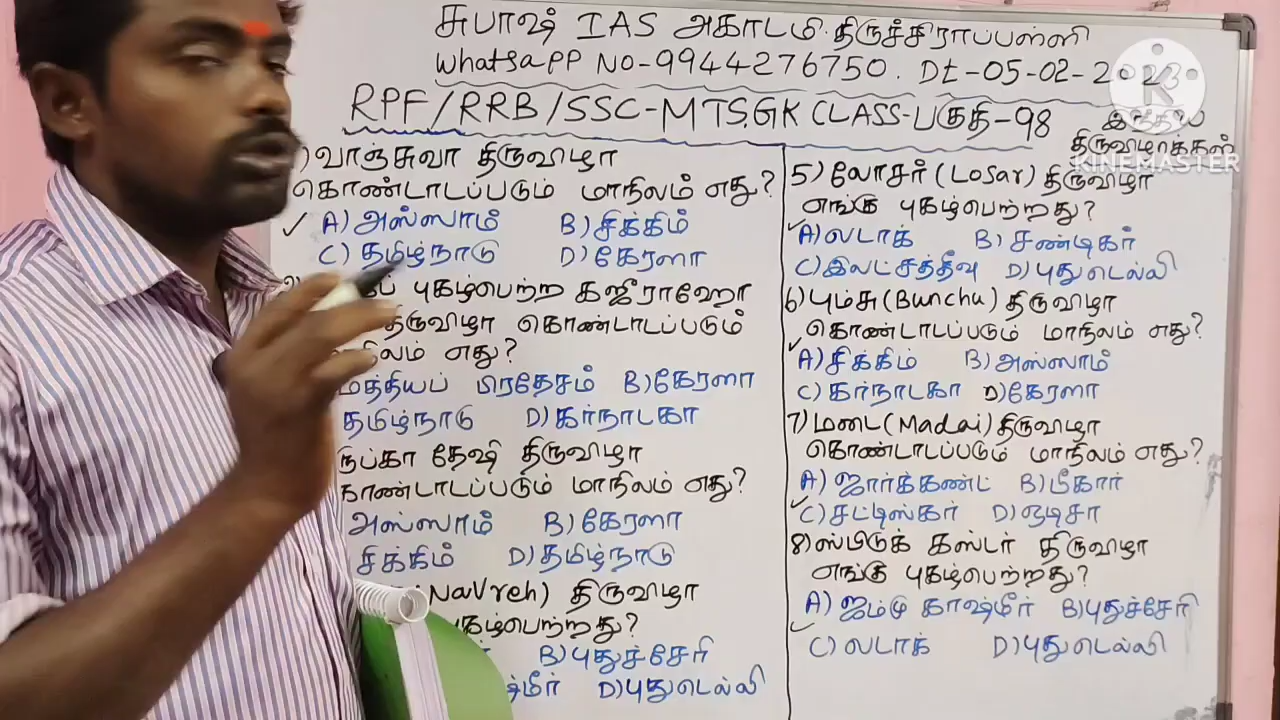 சுபாஷ் IAS அகாடமி திருச்சிராப்பள்ளி
Whatsapp NO-9944276750. Dt-05-02-2023
RPF/RRB/SSC-MTS,GK CLASS-பகுதி-98
இந்திய
திருவிழாக்கள்
KINEMASTER
) வாஞ்சுவா திருவிழா
கொண்டாடப்படும் மாநிலம் எது?
A) அஸ்ஸாம் B) சிக்கிம்
C) தமிழ்நாடு D) கேரளா
புகழ்பெற்ற கஜீராஹோ
திருவிழா கொண்டாடப்படும்
மாநிலம் எது?
மத்தியப் பிரதேசம் B) கேரளா
தமிழ்நாடு D) கர்நாடகா
தேஷி திருவிழா
கொண்டாடப்படும் மாநிலம் எது?
அஸ்ஸாம் B) கேரளா
சிக்கிம் D) தமிழ்நாடு
(Navreh) திருவிழா
புகழ்பெற்றது?
B) புதுச்சேரி
D) புதுடெல்லி
5) லோசர் (Losar) திருவிழா
எங்கு புகழ்பெற்றது?
A) லடாக் B) சண்டிகர்
C) இலட்சத்தீவு D) புதுடெல்லி
6) பும்சு (Bunchu) திருவிழா
கொண்டாடப்படும் மாநிலம் எது?
A) சிக்கிம் B) அஸ்ஸாம்
C) கர்நாடகா D) கேரளா
7) மடை (Madai) திருவிழா
கொண்டாடப்படும் மாநிலம் எது?
A) ஜார்க்கண்ட் B) பீகார்
C) சட்டிஸ்கர் D) ஒடிசா
8) ஸ்பிடுக் கஸ்டர் திருவிழா
எங்கு புகழ்பெற்றது?
A) ஜம்மு காஷ்மீர் B) புதுச்சேரி
C) லடாக் D) புதுடெல்லி